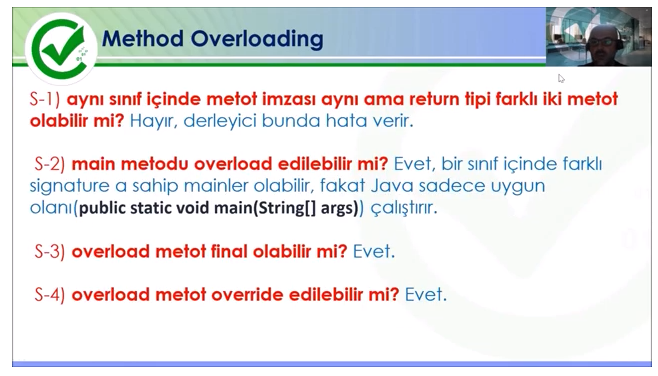 Method Overloading
S-1) aynı sınıf içinde metot imzası aynı ama return tipi farklı iki metot
olabilir mi? Hayır, derleyici bunda hata verir.
S-2) main metodu overload edilebilir mi? Evet, bir sınıf içinde farklı
signature a sahip mainler olabilir, fakat Java sadece uygun
olanı(public static void main(String[] args)) çalıştırır.
S-3) overload metot final olabilir mi? Evet.
S-4) overload metot override edilebilir mi? Evet.